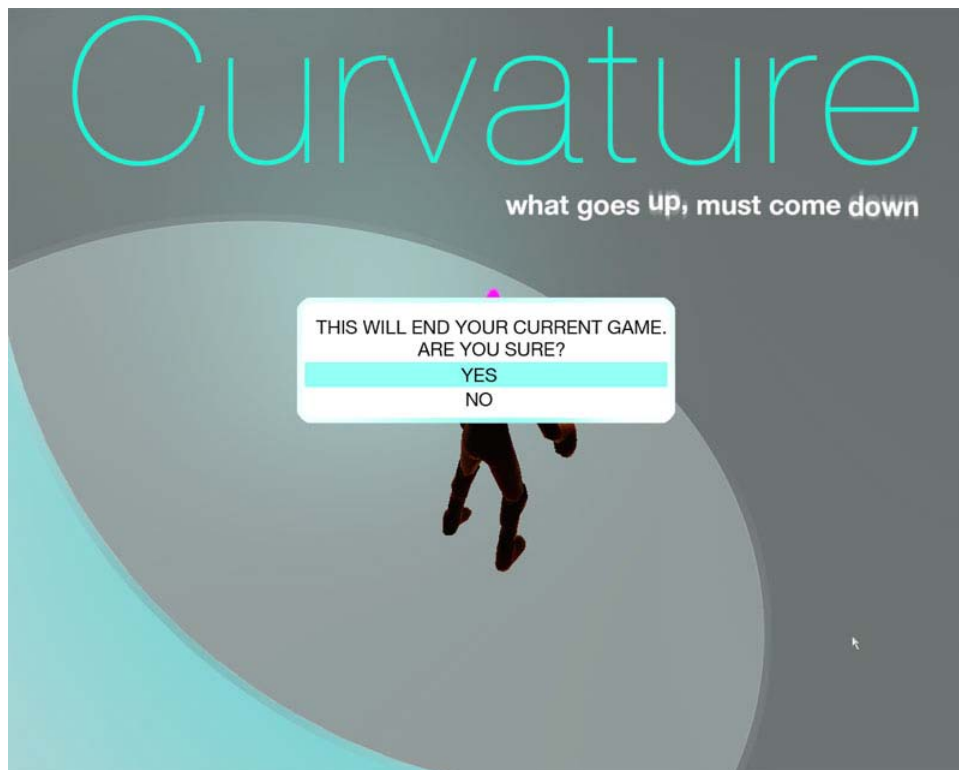 Curvature
what goes up, must come down
THIS WILL END YOUR CURRENT GAME.
ARE YOU SURE?
YES
NO